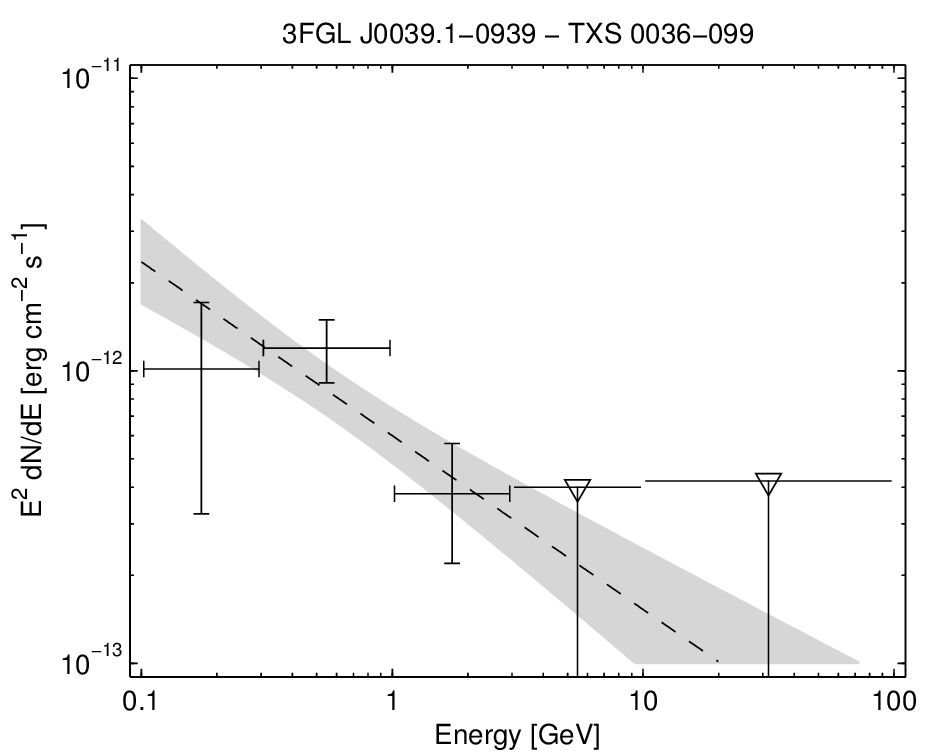 3FGL J0039.1−0939 − TXS 0036−099
10⁻¹¹
10⁻¹²
10⁻¹³
E² dN/dE [erg cm⁻² s⁻¹]
0.1 1 10 100
Energy [GeV]